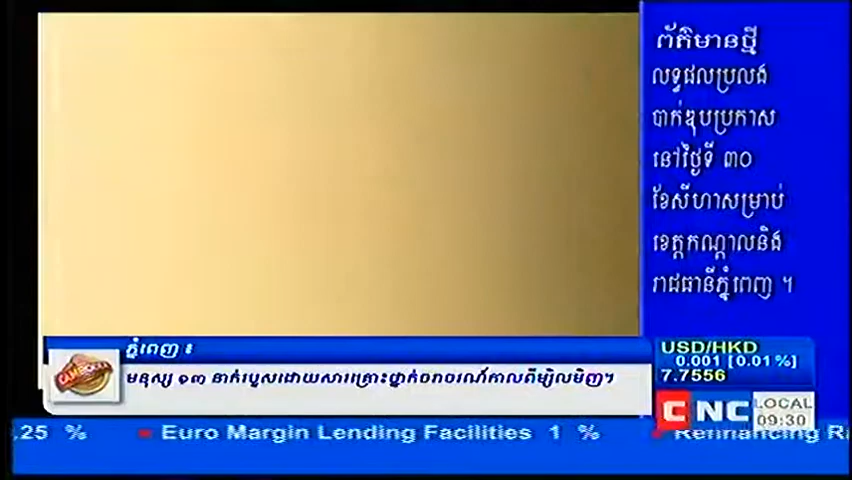 ព័ត៌មានថ្មី
លទ្ធផលប្រលង
បាក់ឌុបប្រកាស
នៅថ្ងៃទី ៣០
ខែសីហាសម្រាប់
ខេត្តកណ្តាលនិង
រាជធានីភ្នំពេញ ។
ភ្នំពេញ ៖
មនុស្ស ១៣ នាក់របួសដោយសារគ្រោះថ្នាក់ចរាចរណ៍កាលពីម្សិលមិញ។
CAMBODIA
USD/HKD
0.001 [0.01%]
7.7556
CNC LOCAL
09:30
.25 % Euro Margin Lending Facilities 1 % Refinancing